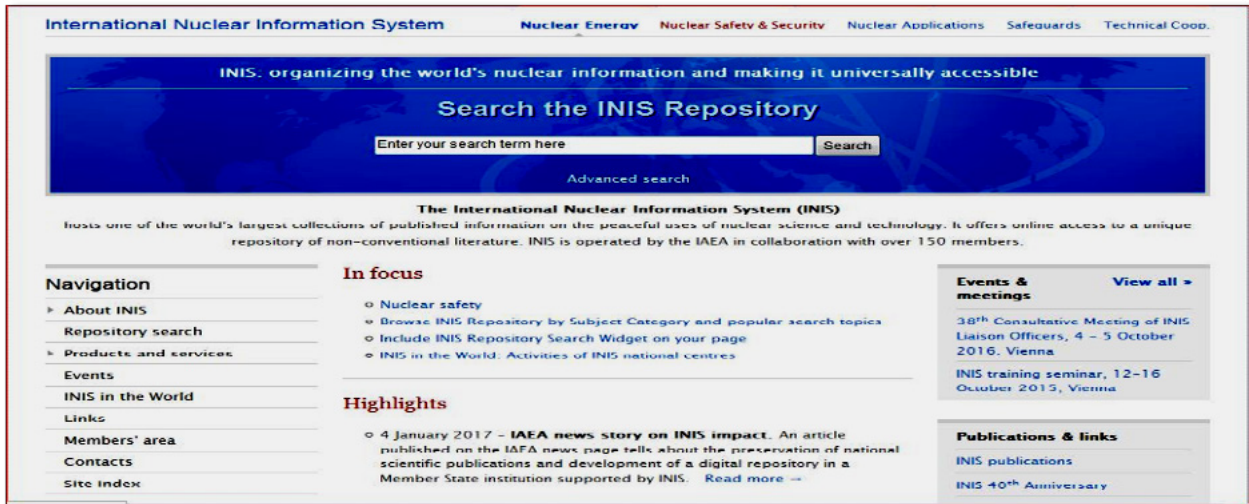 International Nuclear Information System
Nuclear Energy Nuclear Safety & Security Nuclear Applications Safeguards Technical Coop.
INIS: organizing the world's nuclear information and making it universally accessible
Search the INIS Repository
Enter your search term here Search
Advanced search
The International Nuclear Information System (INIS)
hosts one of the world's largest collections of published information on the peaceful uses of nuclear science and technology. It offers online access to a unique
repository of non-conventional literature. INIS is operated by the IAEA in collaboration with over 150 members.
Navigation
About INIS
Repository search
Products and services
Events
INIS in the World
Links
Members' area
Contacts
Site Index
In focus
Nuclear safety
Browse INIS Repository by Subject Category and popular search topics
Include INIS Repository Search Widget on your page
INIS in the World: Activities of INIS national centres
Highlights
4 January 2017 - IAEA news story on INIS impact. An article
published on the IAEA news page tells about the preservation of national
scientific publications and development of a digital repository in a
Member State institution supported by INIS. Read more →
Events & View all »
meetings
38th Consultative Meeting of INIS
Liaison Officers, 4 - 5 October
2016, Vienna
INIS training seminar, 12-16
October 2015, Vienna
Publications & links
INIS publications
INIS 40th Anniversary